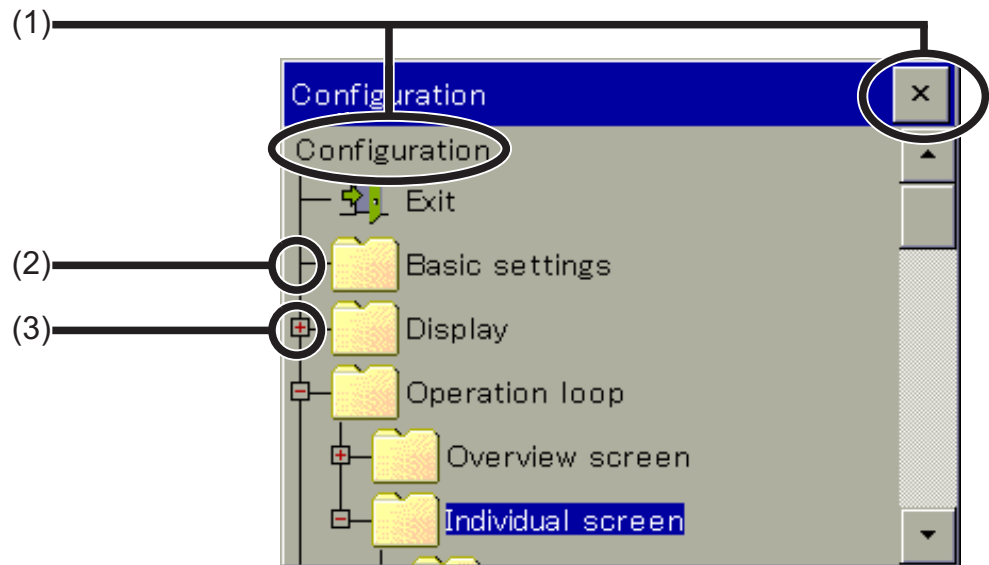 (1)
Configuration
×
Configuration
Exit
(2)
Basic settings
(3)
Display
Operation loop
Overview screen
Individual screen